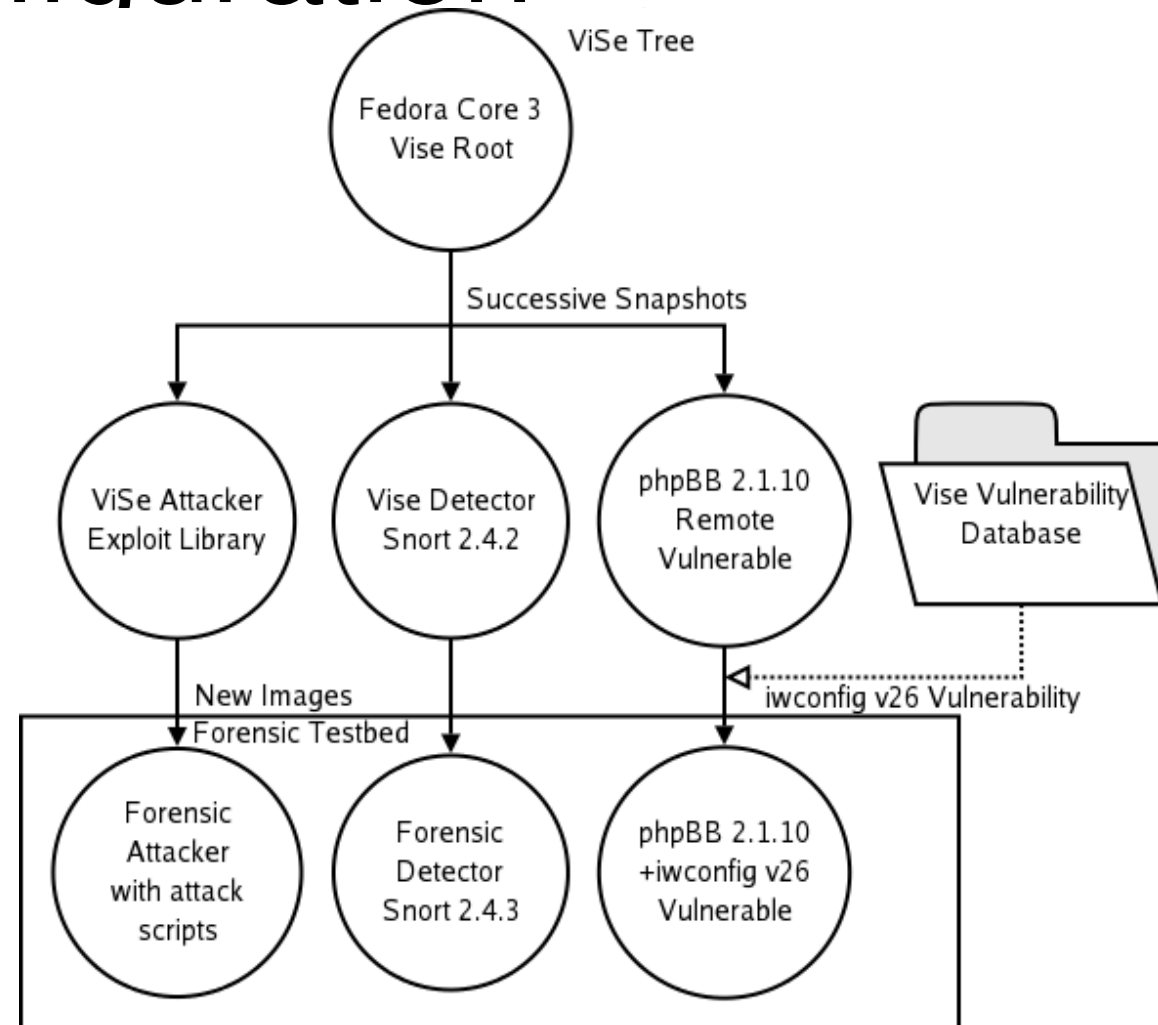 ViSe Tree
Fedora Core 3
Vise Root
Successive Snapshots
ViSe Attacker
Exploit Library
Vise Detector
Snort 2.4.2
phpBB 2.1.10
Remote
Vulnerable
Vise Vulnerability
Database
New Images
iwconfig v26 Vulnerability
Forensic Testbed
Forensic
Attacker
with attack
scripts
Forensic
Detector
Snort 2.4.3
phpBB 2.1.10
+iwconfig v26
Vulnerable